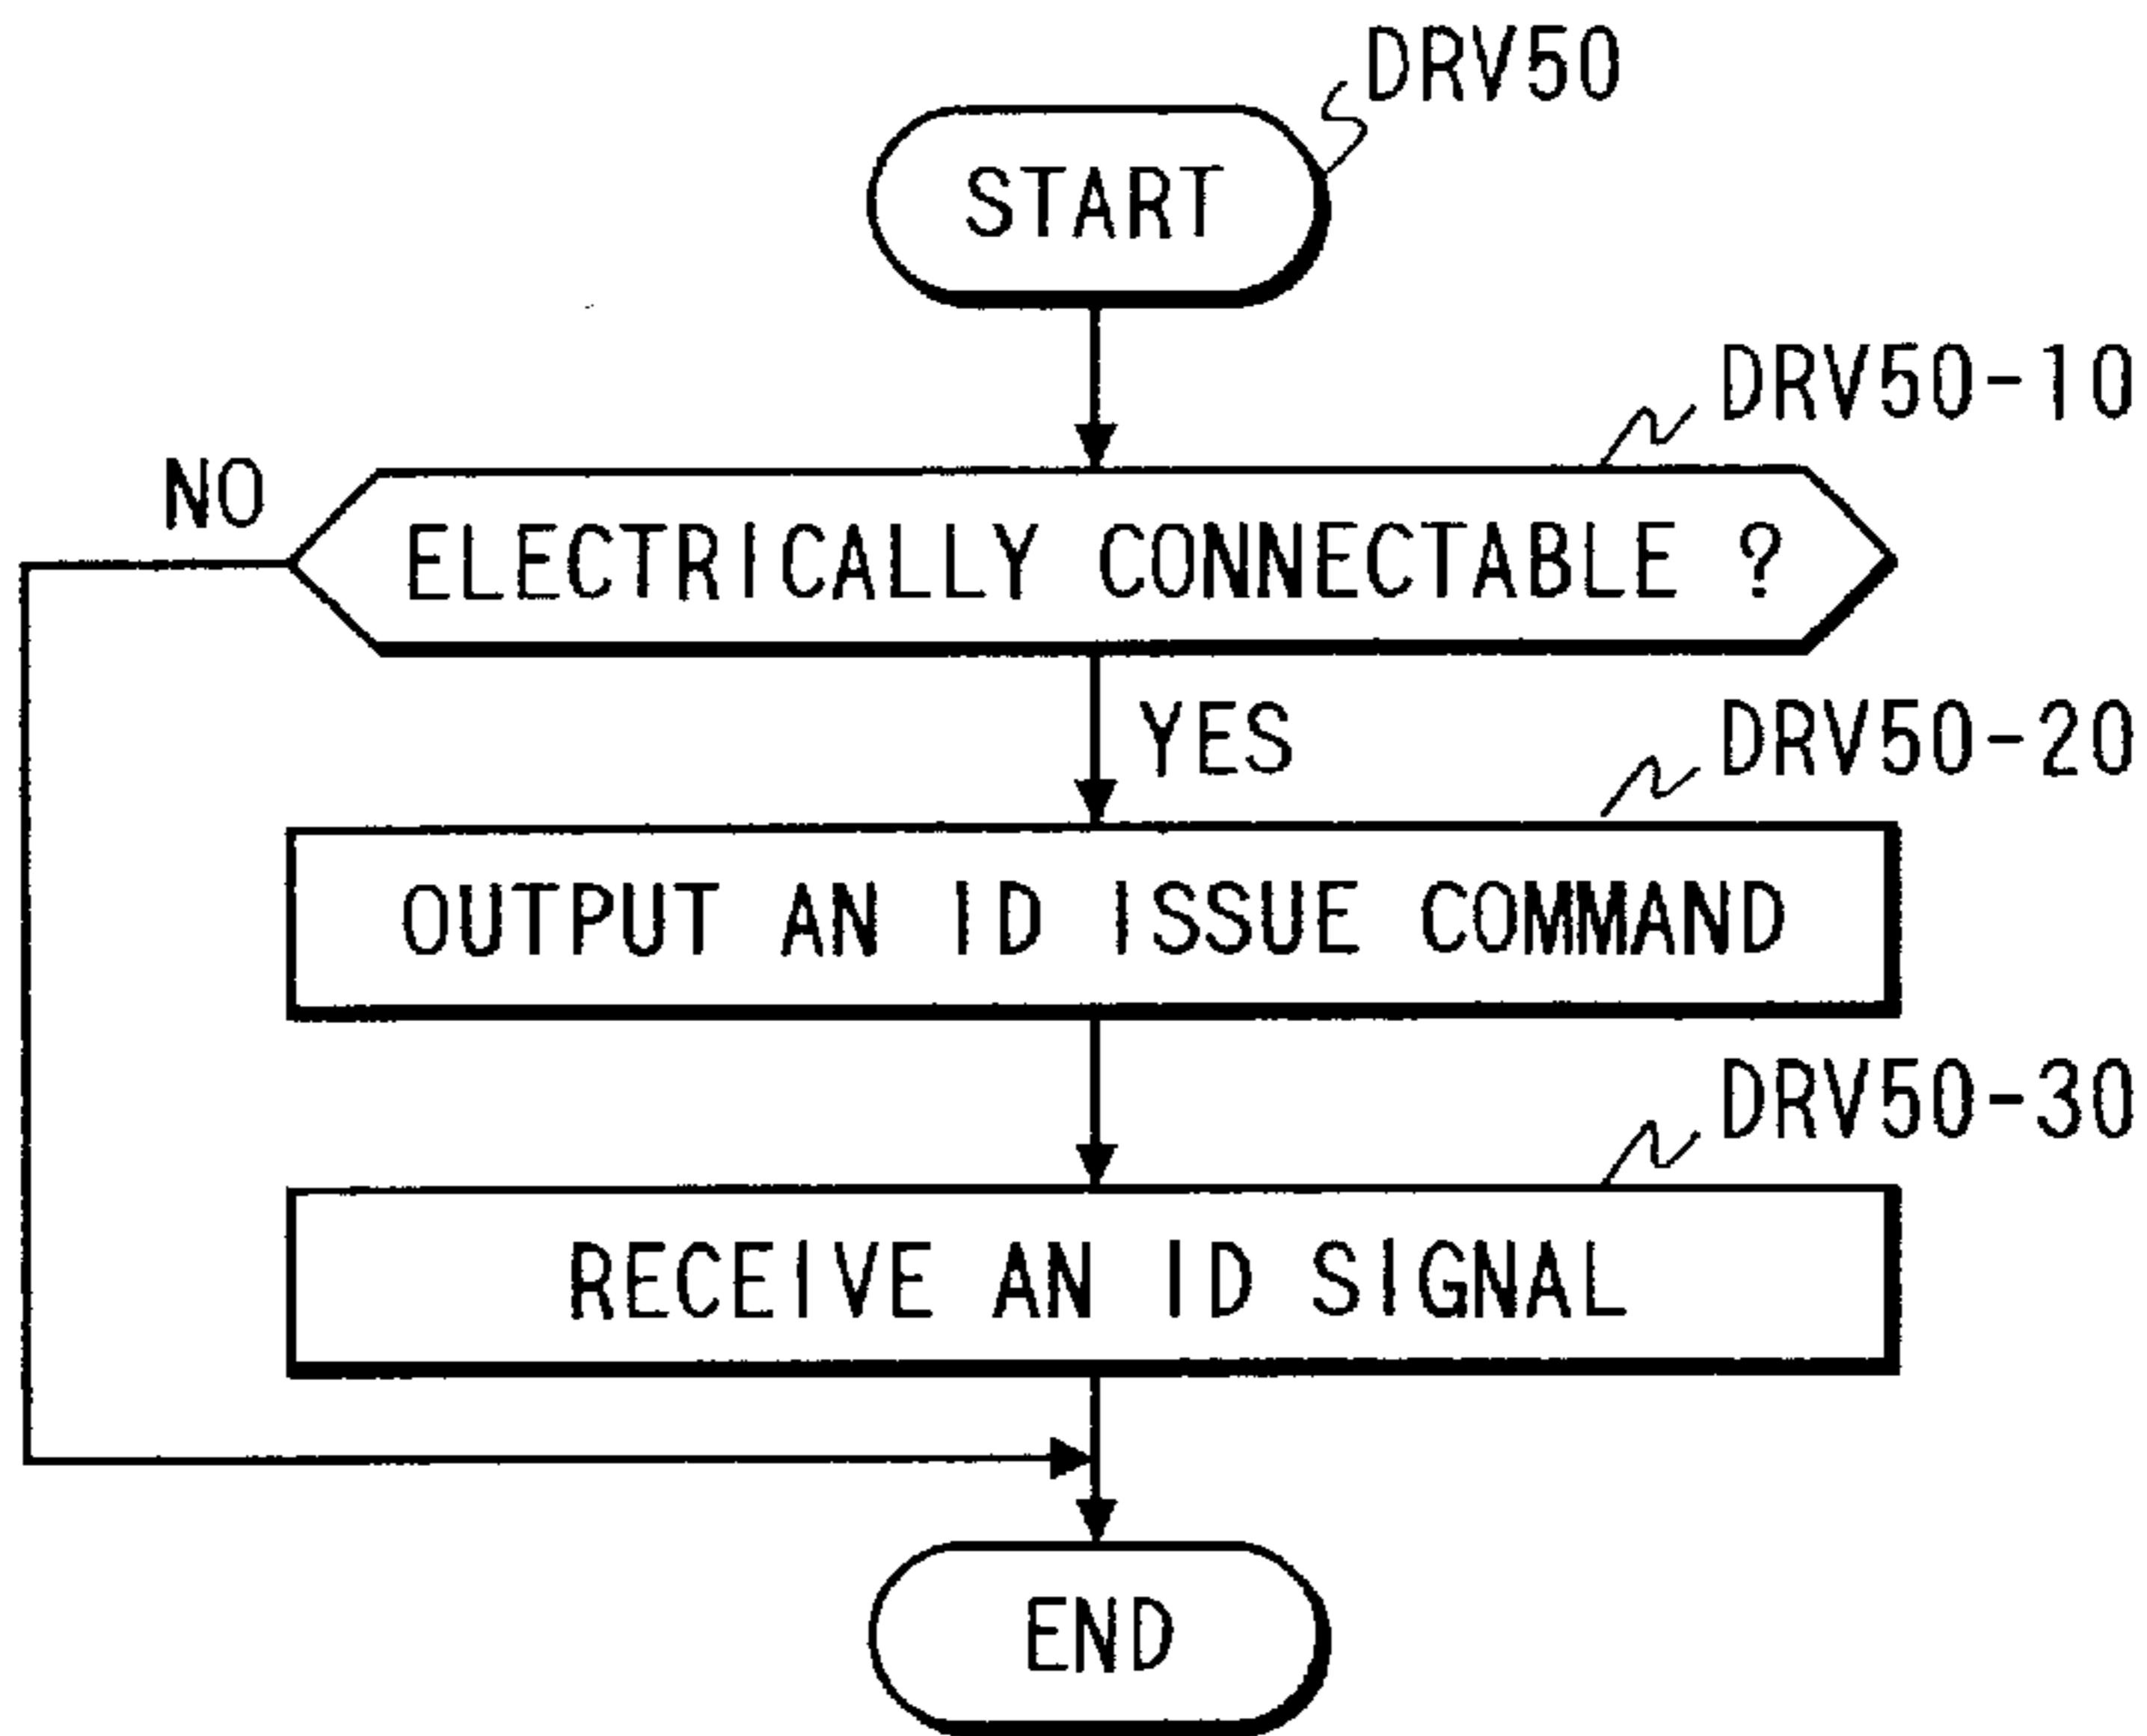 DRV50
START
DRV50-10
NO
ELECTRICALLY CONNECTABLE ?
YES
DRV50-20
OUTPUT AN ID ISSUE COMMAND
DRV50-30
RECEIVE AN ID SIGNAL
END